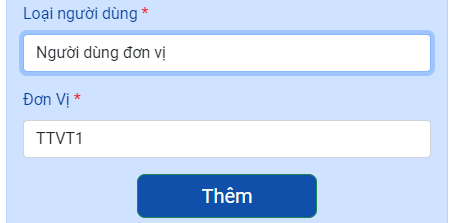 Loại người dùng *
Người dùng đơn vị
Đơn Vị *
TTVT1
Thêm